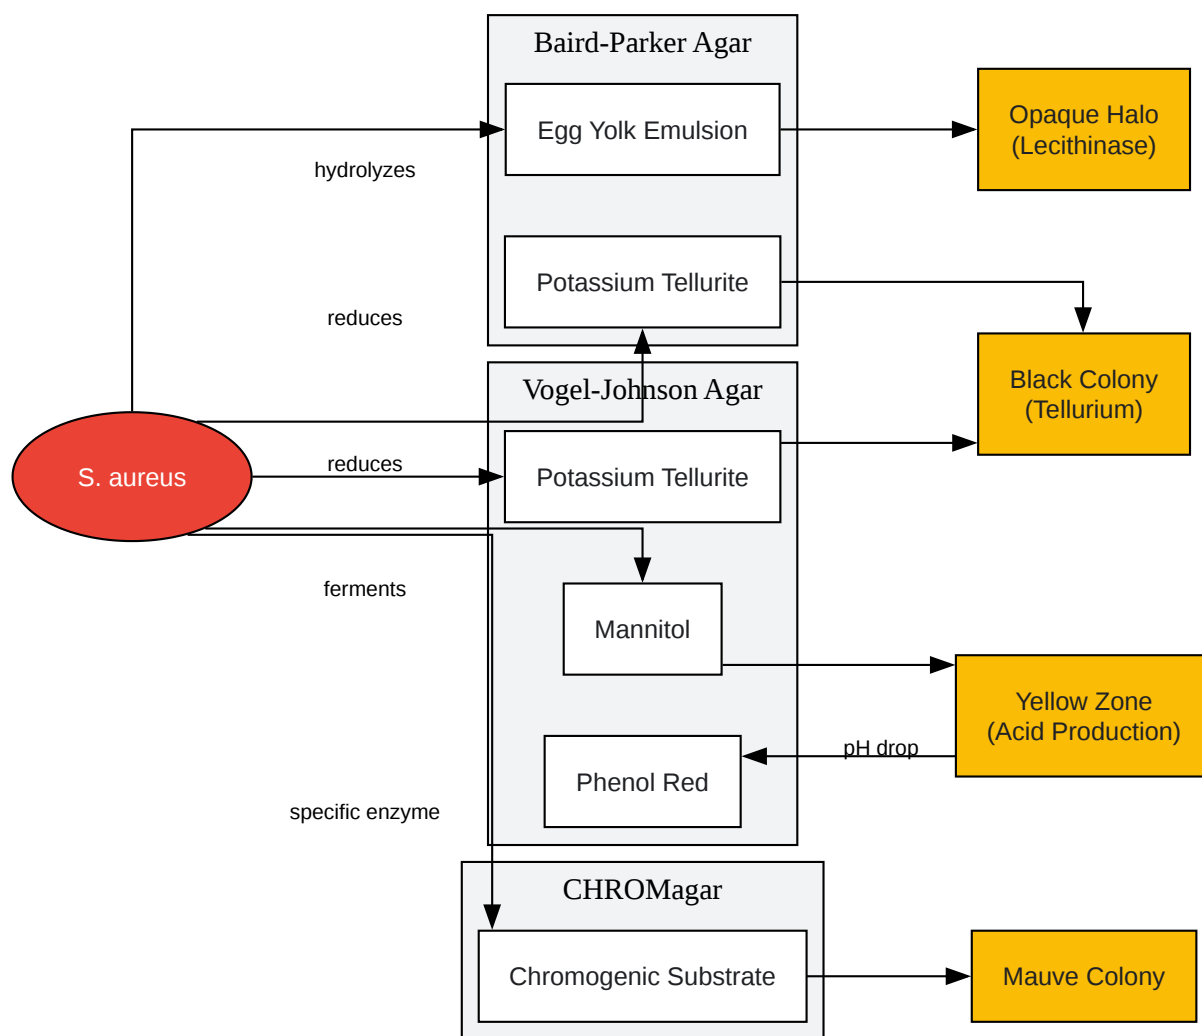 Baird-Parker Agar
Egg Yolk Emulsion
Opaque Halo
(Lecithinase)
hydrolyzes
Potassium Tellurite
reduces
Black Colony
(Tellurium)
Vogel-Johnson Agar
S. aureus
reduces
Potassium Tellurite
ferments
Mannitol
Yellow Zone
(Acid Production)
pH drop
Phenol Red
specific enzyme
CHROMagar
Chromogenic Substrate
Mauve Colony